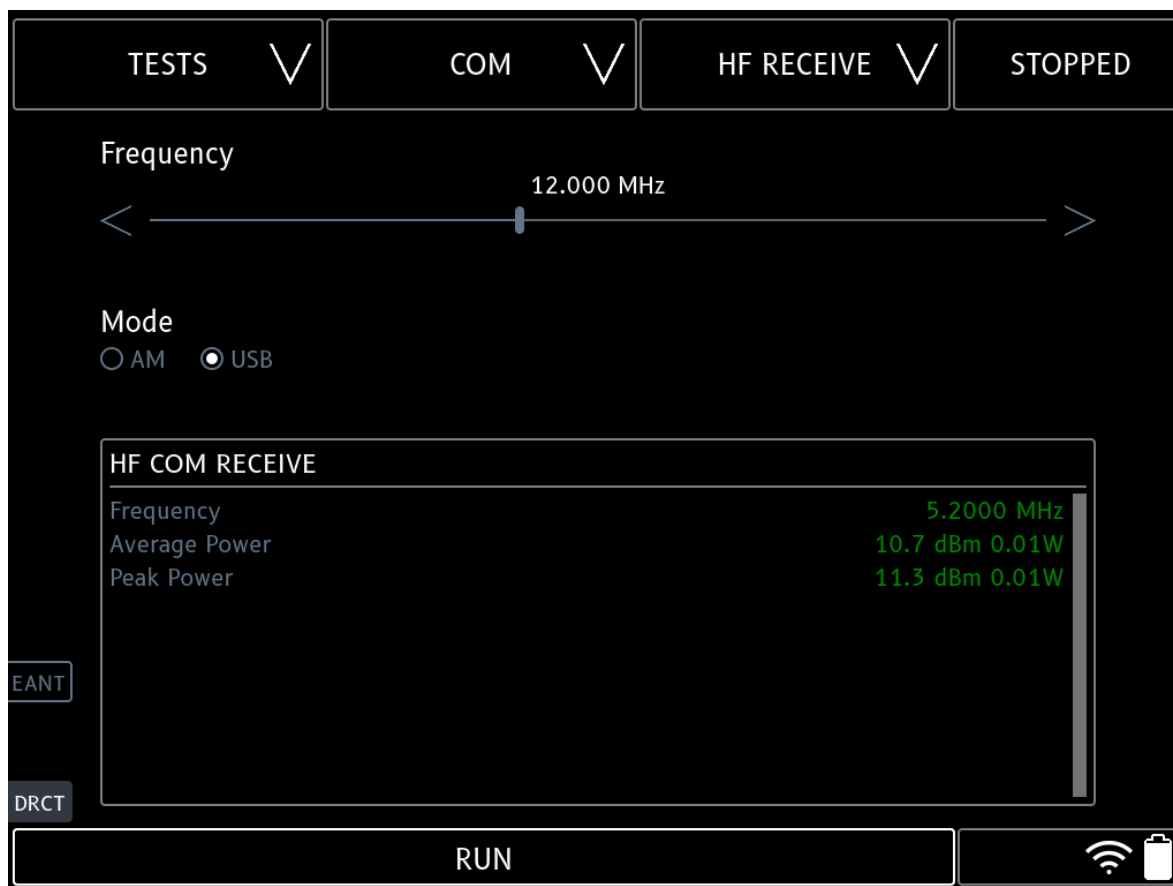 TESTS COM HF RECEIVE STOPPED
Frequency
12.000 MHz
Mode
AM USB
HF COM RECEIVE
Frequency 5.2000 MHz
Average Power 10.7 dBm 0.01W
Peak Power 11.3 dBm 0.01W
EANT
DRCT
RUN